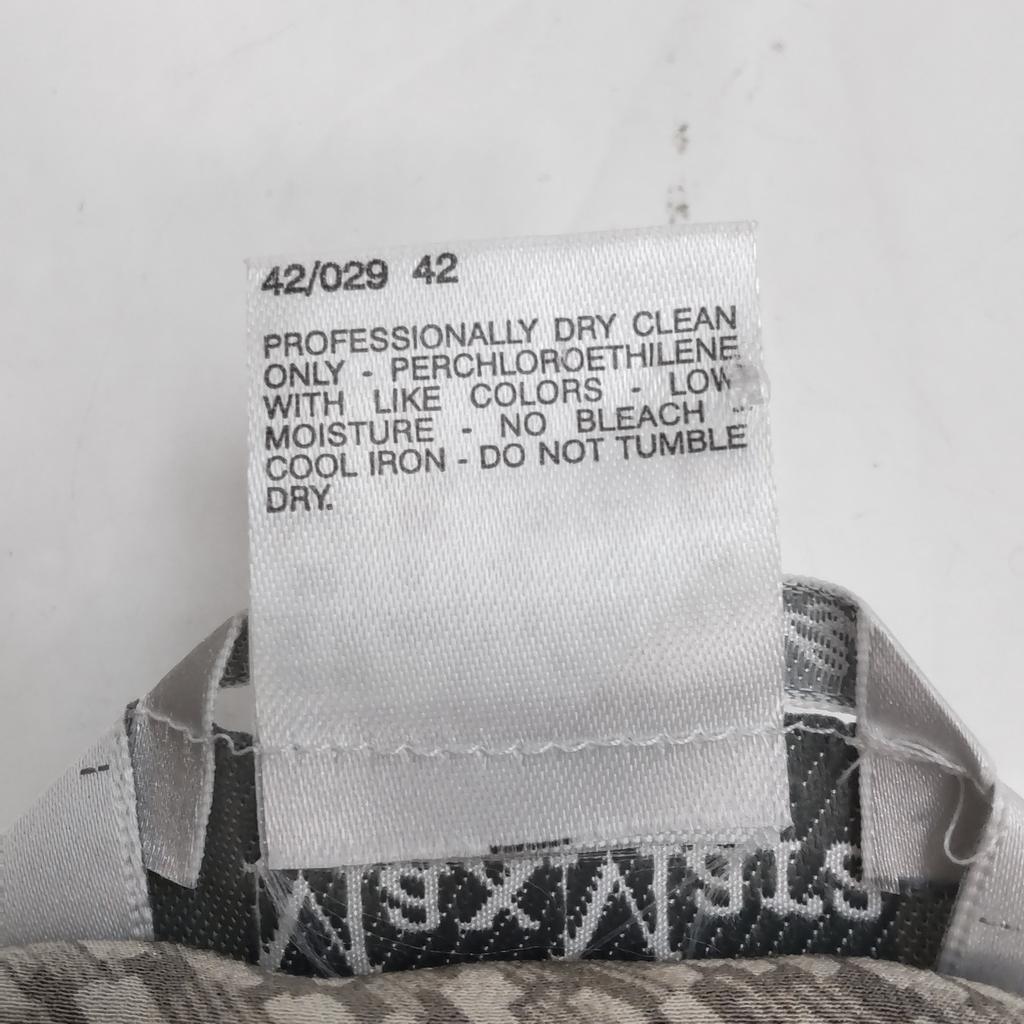 42/029 42
PROFESSIONALLY DRY CLEAN
ONLY - PERCHLOROETHILENE
WITH LIKE COLORS - LOW
MOISTURE - NO BLEACH -
COOL IRON - DO NOT TUMBLE
DRY.